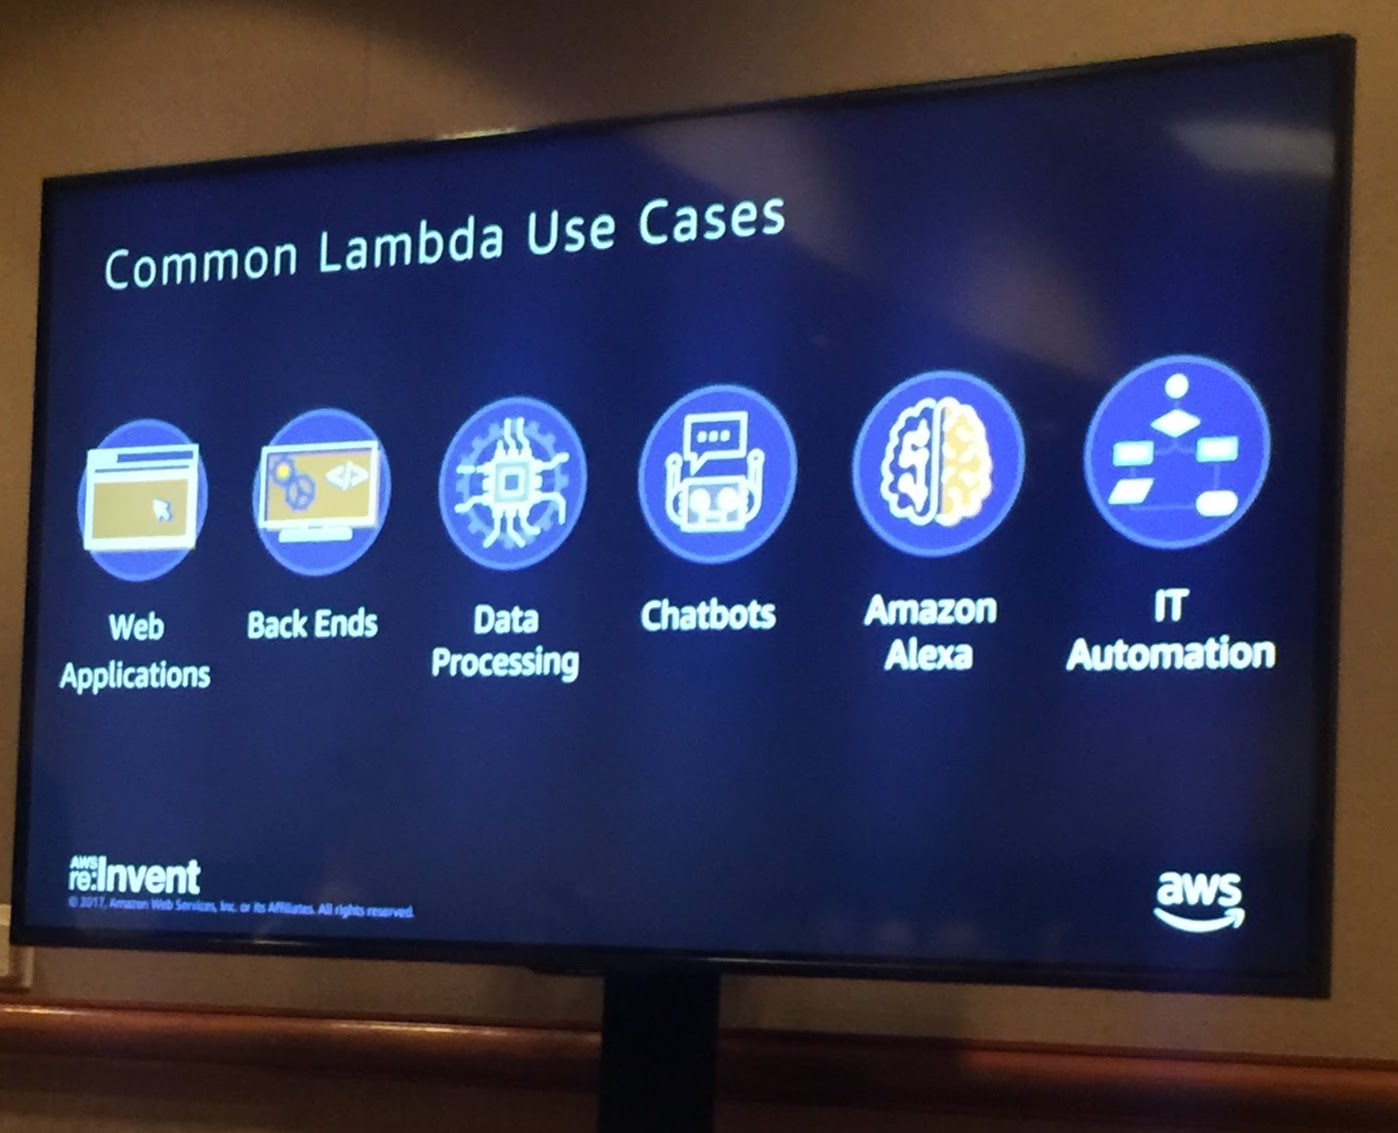 Common Lambda Use Cases
</>
Web
Applications
Back Ends
Data
Processing
Chatbots
Amazon
Alexa
IT
Automation
AWS
re:Invent
© 2017, Amazon Web Services, Inc. or its Affiliates. All rights reserved.
aws